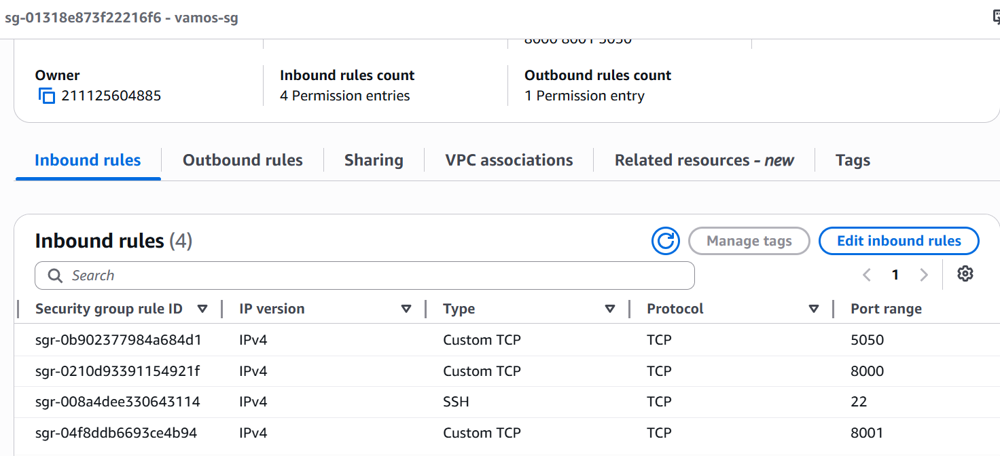 sg-01318e873f22216f6 - vamos-sg
8000 8001 5050
Owner Inbound rules count Outbound rules count
211125604885 4 Permission entries 1 Permission entry
Inbound rules Outbound rules Sharing VPC associations Related resources - new Tags
Inbound rules (4) Manage tags Edit inbound rules
Search 1
Security group rule ID IP version Type Protocol Port range
sgr-0b902377984a684d1 IPv4 Custom TCP TCP 5050
sgr-0210d93391154921f IPv4 Custom TCP TCP 8000
sgr-008a4dee330643114 IPv4 SSH TCP 22
sgr-04f8ddb6693ce4b94 IPv4 Custom TCP TCP 8001